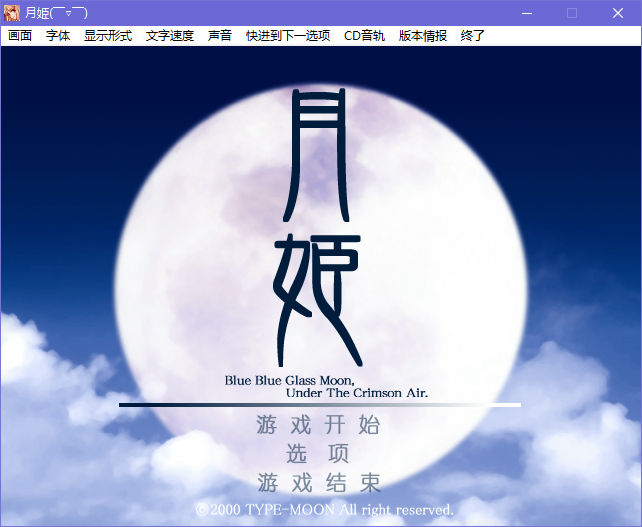 月姫(￣▽￣)
画面 字体 显示形式 文字速度 声音 快进到下一选项 CD音轨 版本情报 终了
月
姫
Blue Blue Glass Moon,
Under The Crimson Air.
游戏开始
选项
游戏结束
©2000 TYPE-MOON All right reserved.